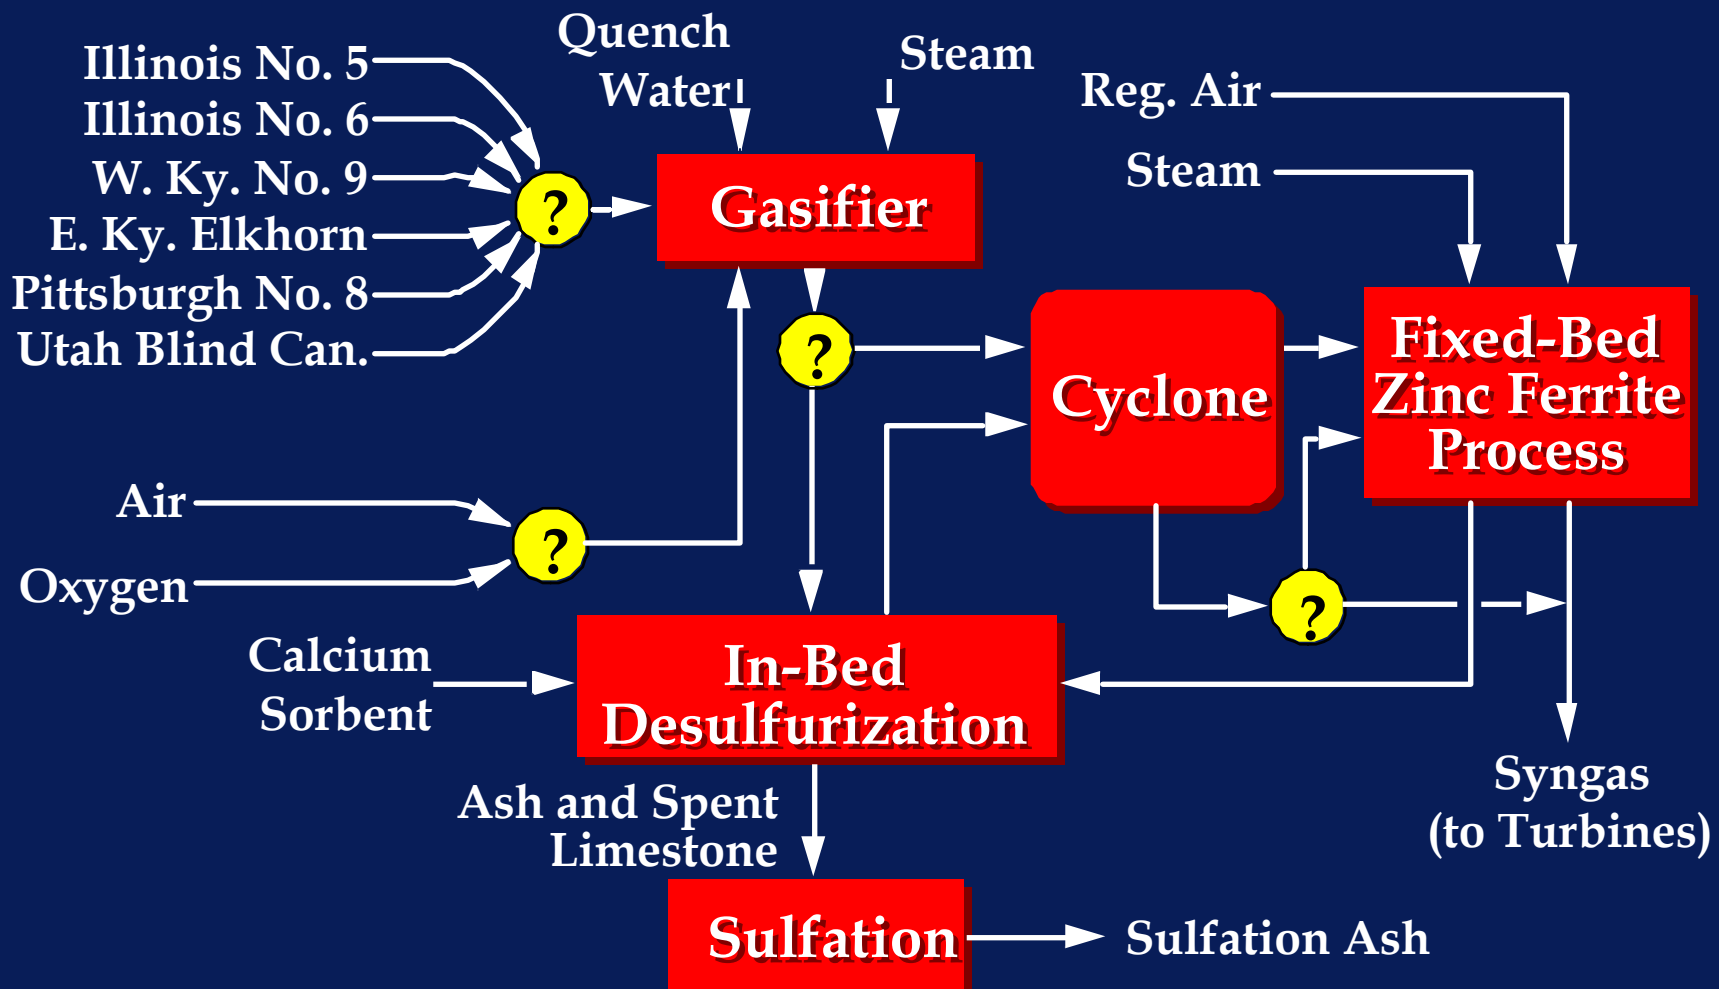 Quench
Water
Steam
Illinois No. 5
Illinois No. 6
W. Ky. No. 9
E. Ky. Elkhorn
Pittsburgh No. 8
Utah Blind Can.
?
Gasifier
Reg. Air
Steam
?
Cyclone
Fixed-Bed
Zinc Ferrite
Process
Air
Oxygen
?
?
Calcium
Sorbent
In-Bed
Desulfurization
Syngas
(to Turbines)
Ash and Spent
Limestone
Sulfation
Sulfation Ash